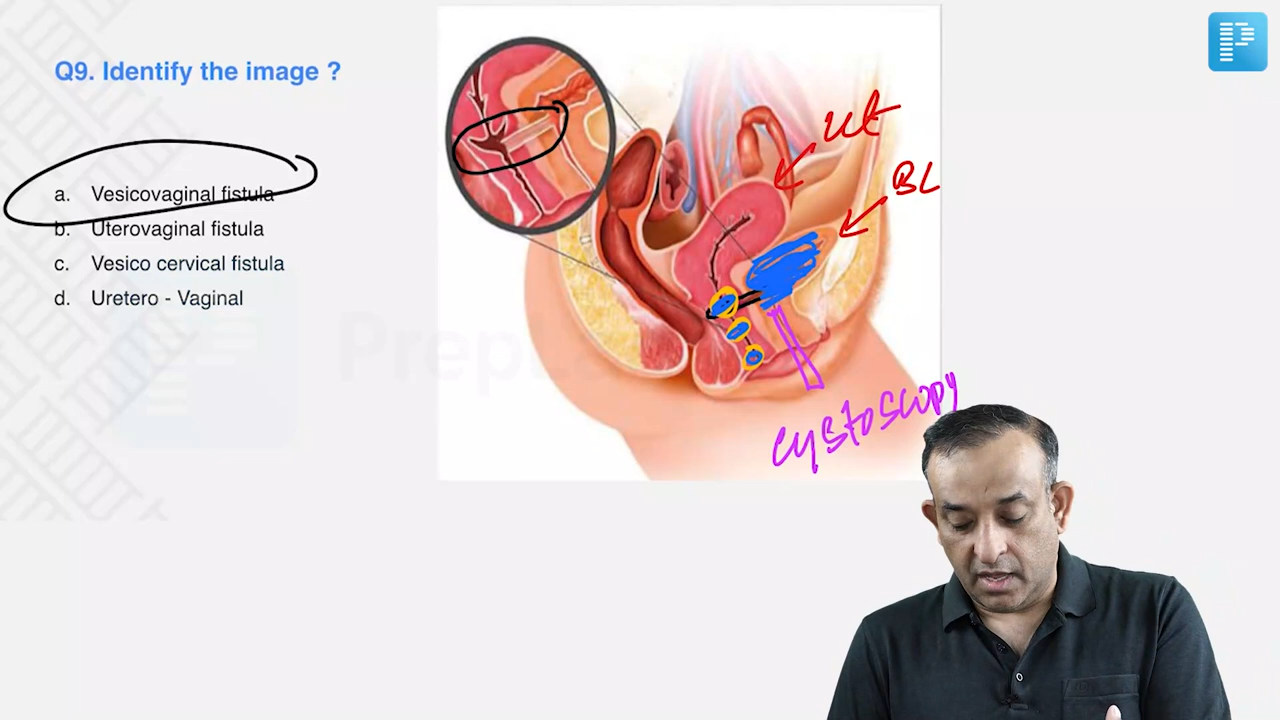 Q9. Identify the image ?
a. Vesicovaginal fistula
b. Uterovaginal fistula
c. Vesico cervical fistula
d. Uretero - Vaginal
Ut
BL
Cystoscopy